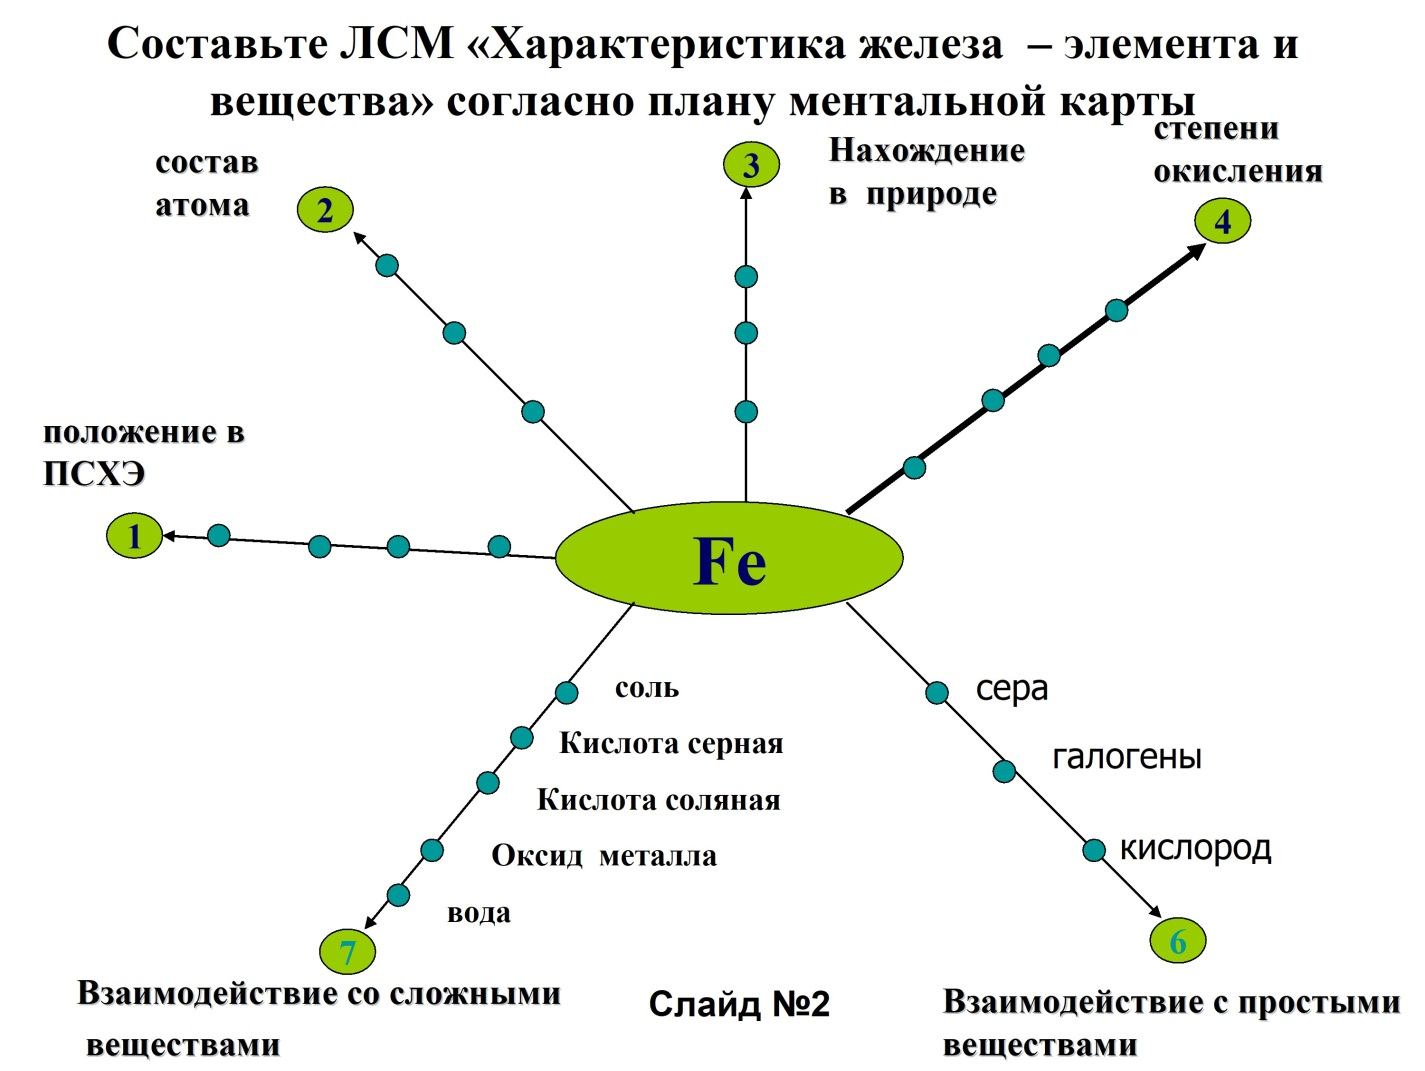 Составьте ЛСМ «Характеристика железа – элемента и
вещества» согласно плану ментальной карты
состав
атома
2
3
Нахождение
в природе
степени
окисления
4
положение в
ПСХЭ
1
Fe
соль
Кислота серная
Кислота соляная
Оксид металла
вода
7
Взаимодействие со сложными
веществами
сера
галогены
кислород
6
Взаимодействие с простыми
веществами
Слайд №2